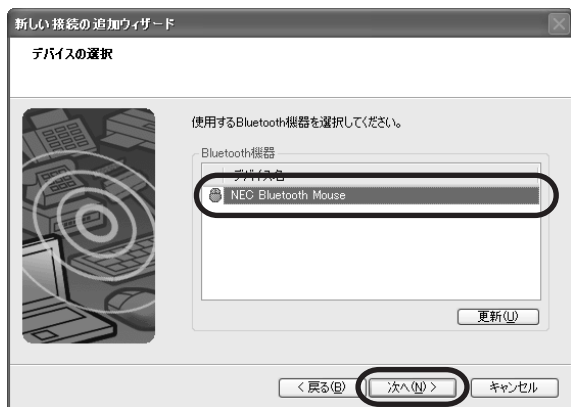 新しい接続の追加ウィザード
デバイスの選択
使用するBluetooth機器を選択してください。
Bluetooth機器
デバイス名
NEC Bluetooth Mouse
更新(U)
< 戻る(B)
次へ(N) >
キャンセル